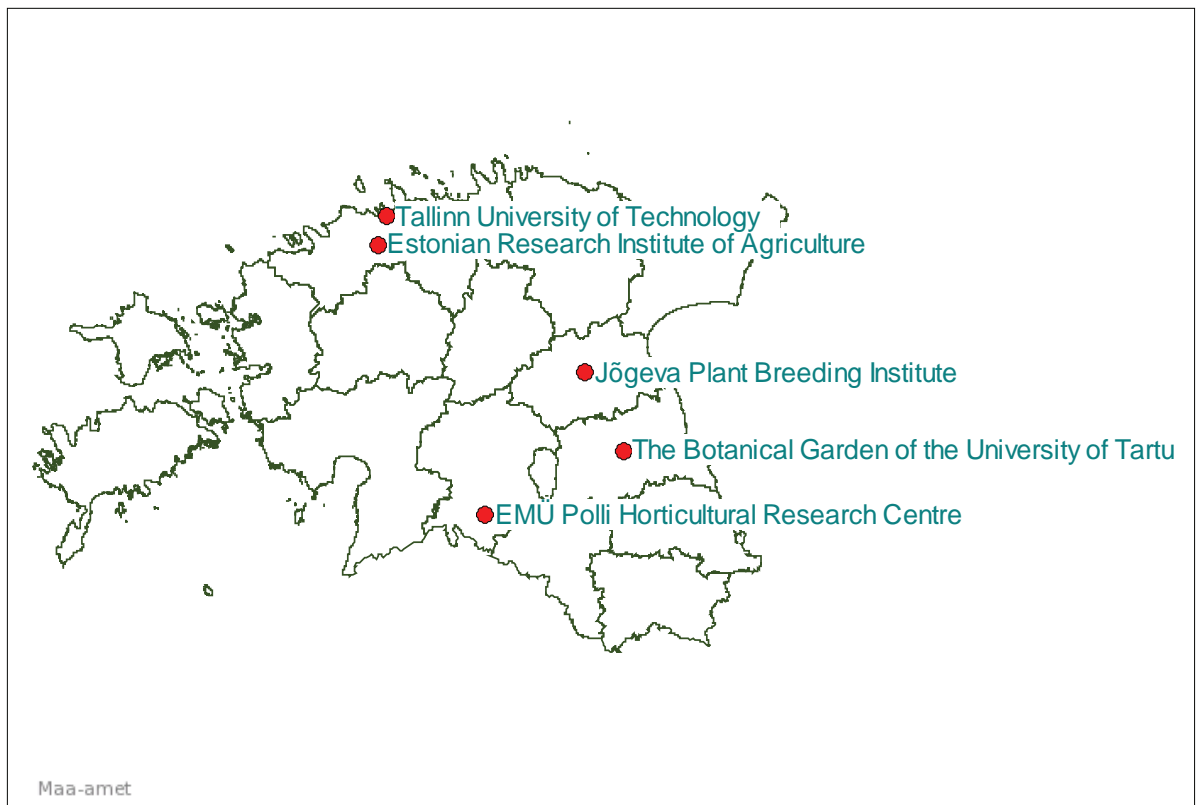 Tallinn University of Technology
Estonian Research Institute of Agriculture
Jõgeva Plant Breeding Institute
The Botanical Garden of the University of Tartu
EMÜ Polli Horticultural Research Centre
Maa-amet